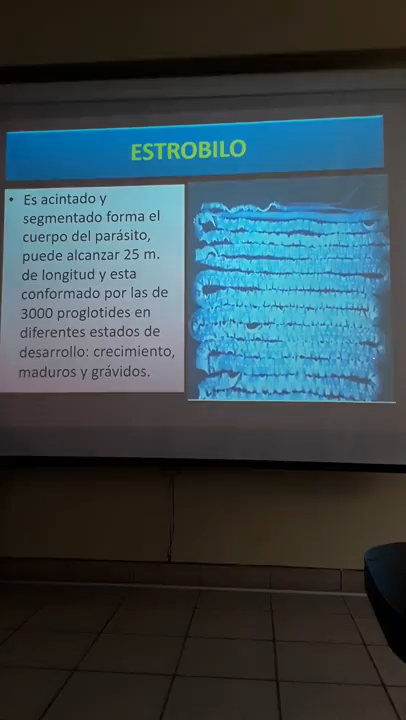 ESTROBILO
• Es acintado y
segmentado forma el
cuerpo del parásito,
puede alcanzar 25 m.
de longitud y esta
conformado por las de
3000 proglotides en
diferentes estados de
desarrollo: crecimiento,
maduros y grávidos.